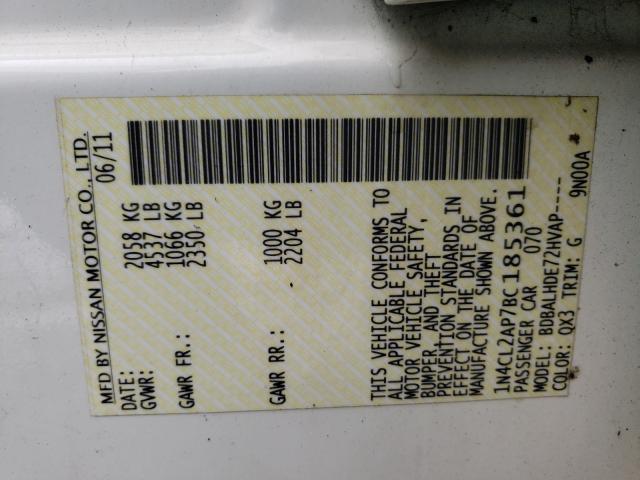 MFD BY NISSAN MOTOR CO., LTD.
DATE: 06/11
GVWR: 2058 KG
4537 LB
GAWR FR.: 1066 KG
2350 LB
GAWR RR.: 1000 KG
2204 LB
THIS VEHICLE CONFORMS TO
ALL APPLICABLE FEDERAL
MOTOR VEHICLE SAFETY,
BUMPER, AND THEFT
PREVENTION STANDARDS IN
EFFECT ON THE DATE OF
MANUFACTURE SHOWN ABOVE.
1N4CL2AP7BC185361
PASSENGER CAR 070
MODEL: BDBALHDE72HVAP----
COLOR: QX3 TRIM: G 9N00A